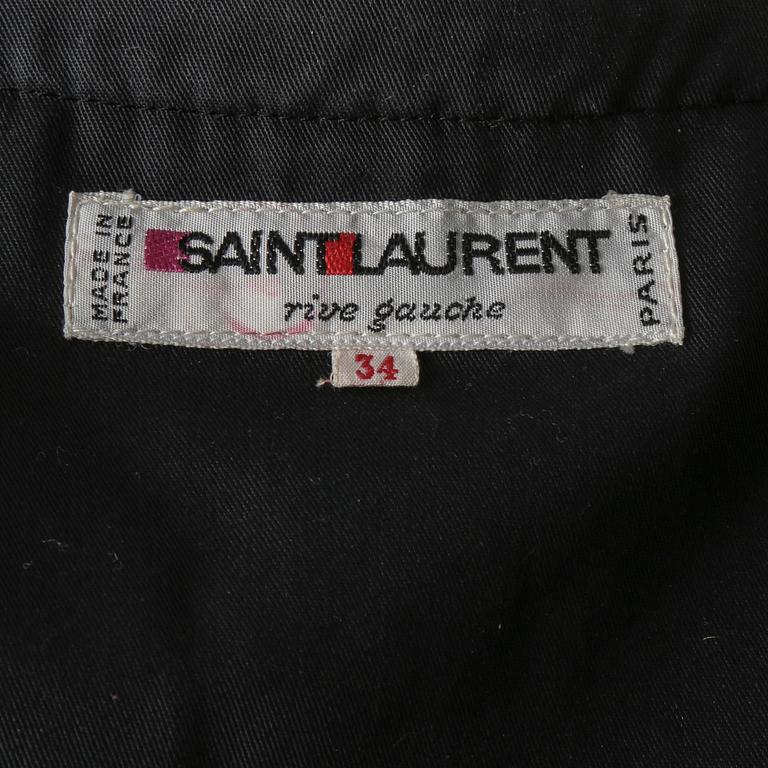 MADE IN
FRANCE
SAINT LAURENT
rive gauche
PARIS
34